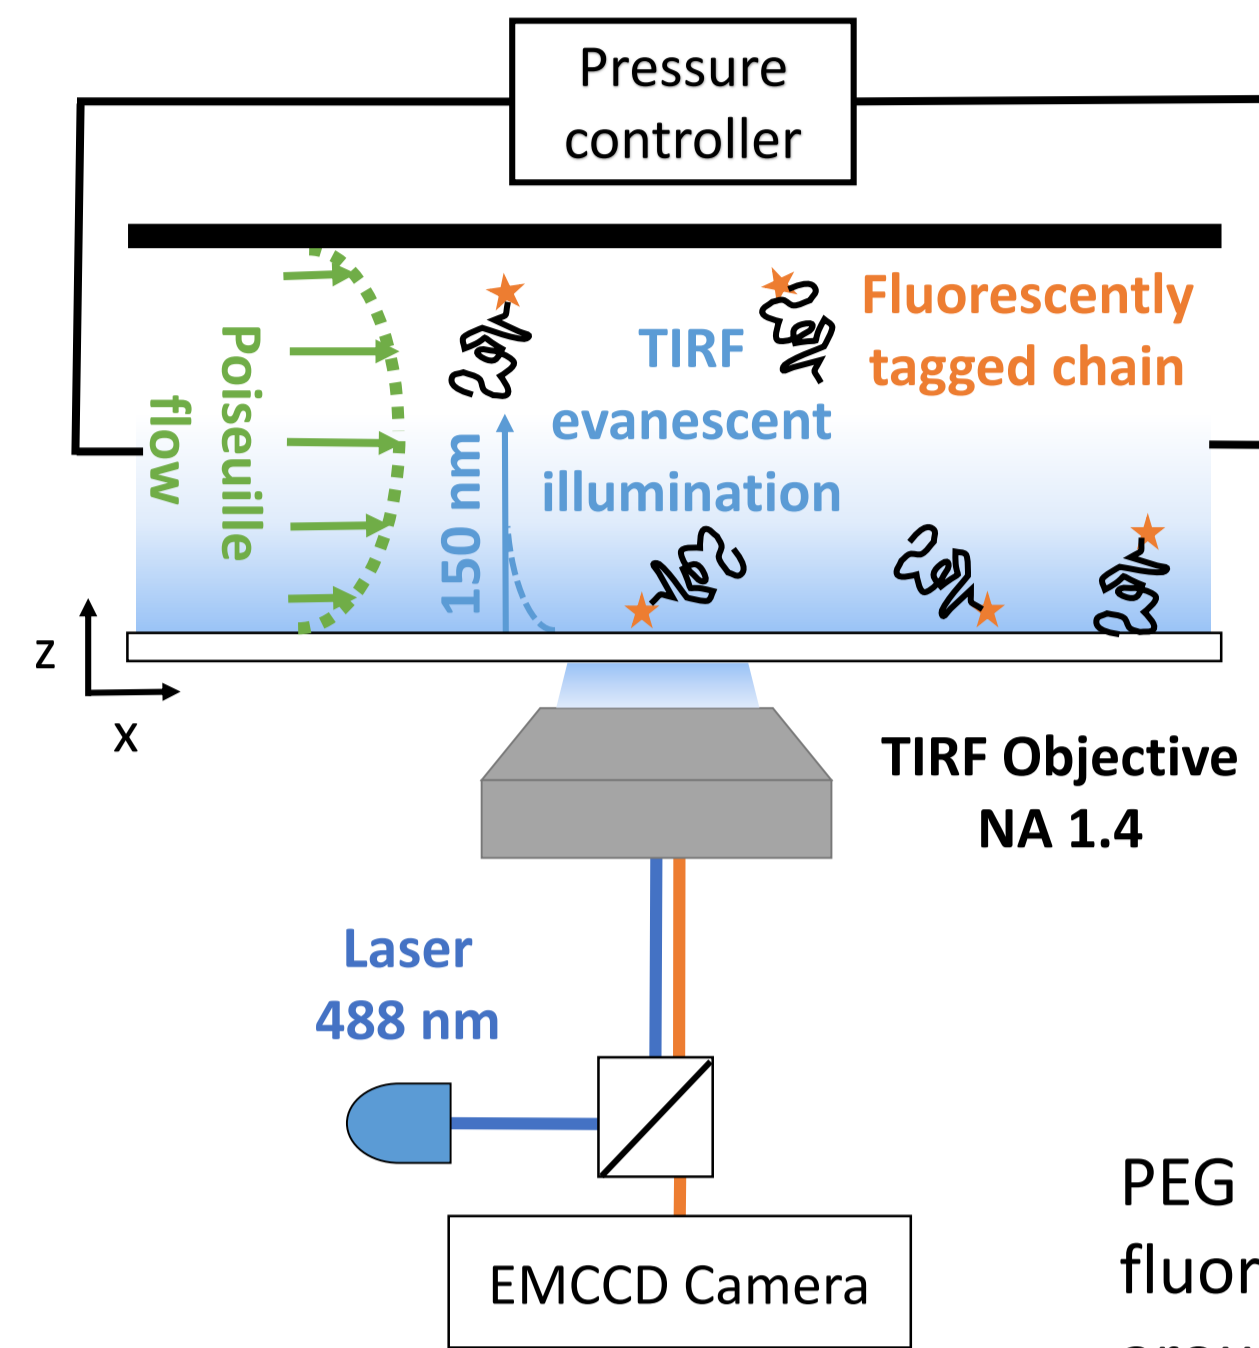 Pressure
controller
Fluorescently
tagged chain
TIRF
evanescent
illumination
Poiseuille
flow
150 nm
z
x
TIRF Objective
NA 1.4
Laser
488 nm
EMCCD Camera
PEG
fluor